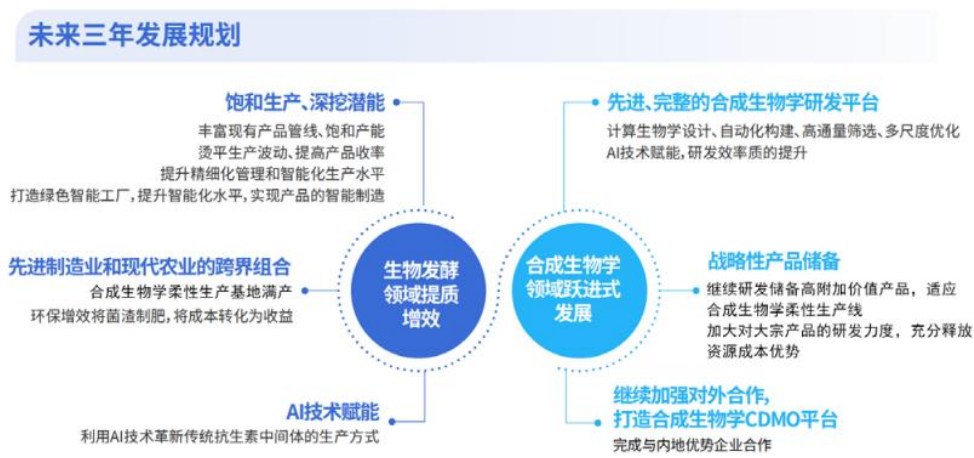 未来三年发展规划
饱和生产、深挖潜能
丰富现有产品管线、饱和产能
烫平生产波动、提高产品收率
提升精细化管理和智能化生产水平
打造绿色智能工厂，提升智能化水平，实现产品的智能制造
先进制造业和现代农业的跨界组合
合成生物学柔性生产基地满产
环保增效将菌渣制肥，将成本转化为收益
AI技术赋能
利用AI技术革新传统抗生素中间体的生产方式
生物发酵
领域提质
增效
合成生物学
领域跃进式
发展
先进、完整的合成生物学研发平台
计算生物学设计、自动化构建、高通量筛选、多尺度优化
AI技术赋能，研发效率质的提升
战略性产品储备
继续研发储备高附加价值产品，适应
合成生物学柔性生产线
加大对大宗产品的研发力度，充分释放
资源成本优势
继续加强对外合作，
打造合成生物学CDMO平台
完成与内地优势企业合作